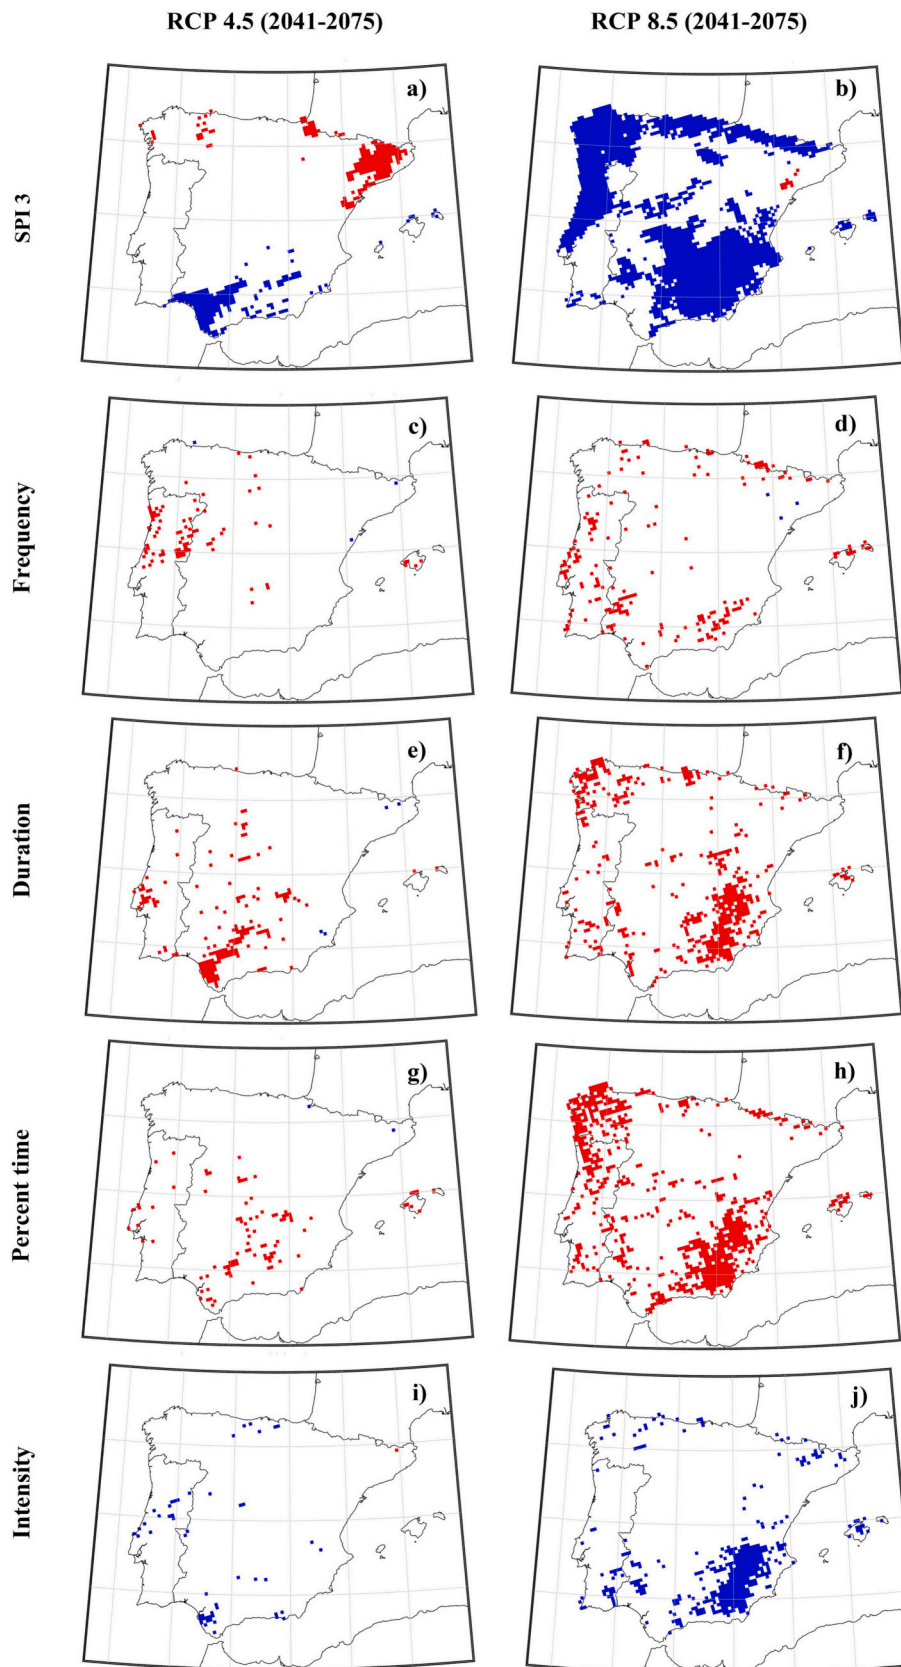 RCP 4.5 (2041-2075)
RCP 8.5 (2041-2075)
SPI 3
a)
b)
Frequency
c)
d)
Duration
e)
f)
Percent time
g)
h)
Intensity
i)
j)